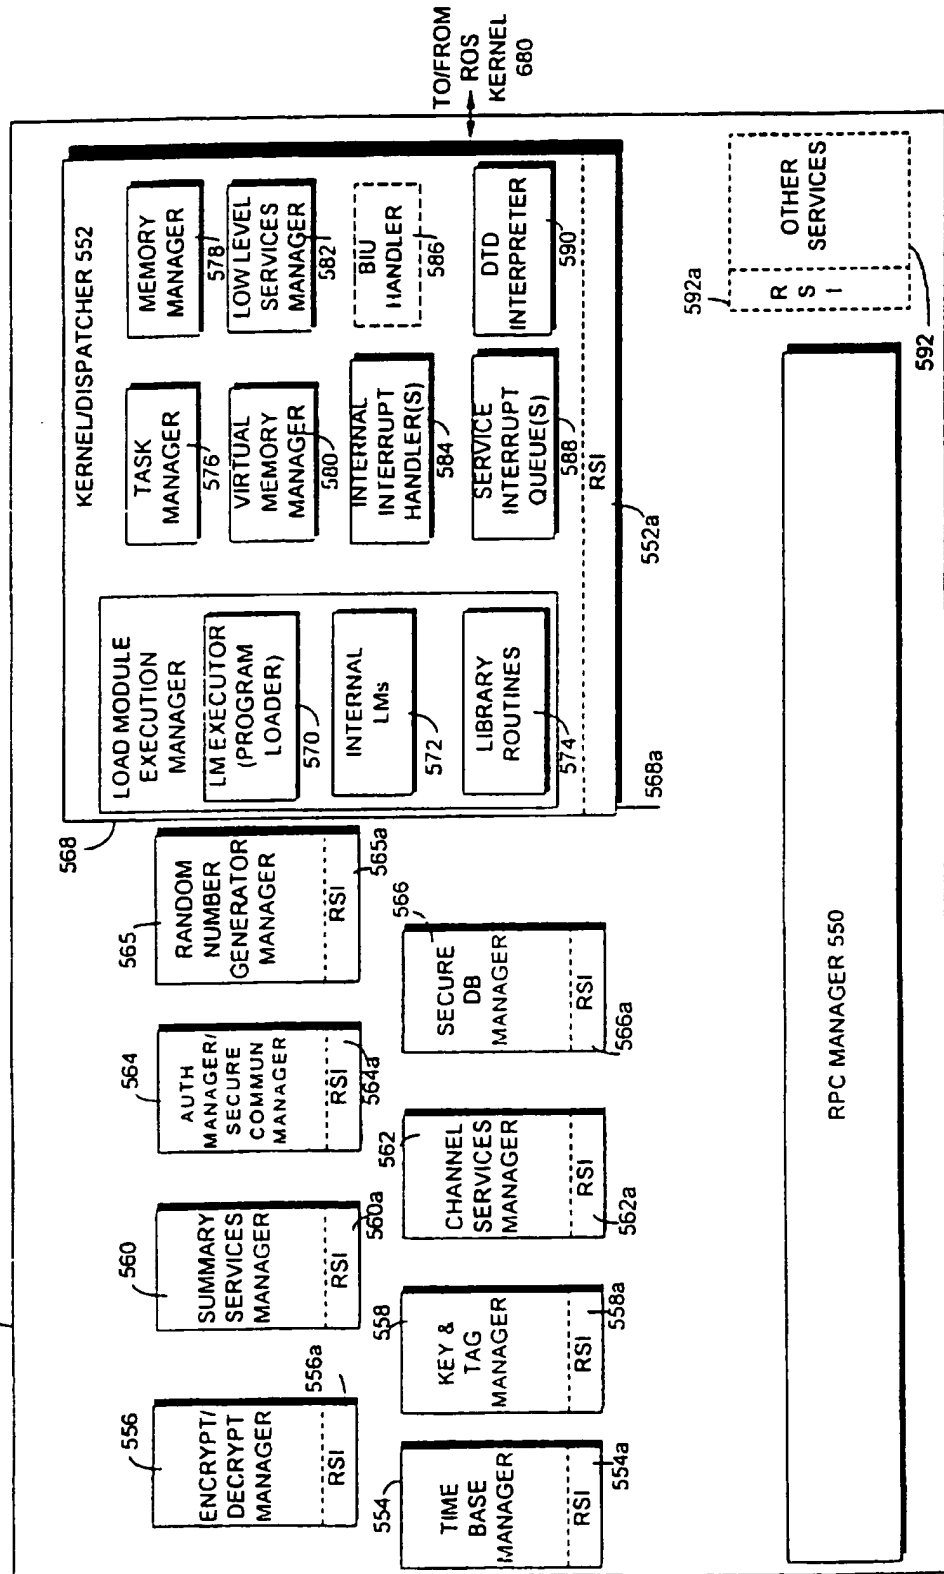 TO/FROM
ROS
KERNEL
680
KERNEL/DISPATCHER 552
568
LOAD MODULE
EXECUTION
MANAGER
LM EXECUTOR
(PROGRAM
LOADER)
570
INTERNAL
LMs
572
LIBRARY
ROUTINES
574
568a
TASK
MANAGER
576
MEMORY
MANAGER
578
VIRTUAL
MEMORY
MANAGER
580
LOW LEVEL
SERVICES
MANAGER
582
INTERNAL
INTERRUPT
HANDLER(S)
584
BIU
HANDLER
586
SERVICE
INTERRUPT
QUEUE(S)
588
DTD
INTERPRETER
590
RSI
552a
556
ENCRYPT/
DECRYPT
MANAGER
RSI
556a
560
SUMMARY
SERVICES
MANAGER
RSI
560a
564
AUTH
MANAGER/
SECURE
COMMUN
MANAGER
RSI
564a
565
RANDOM
NUMBER
GENERATOR
MANAGER
RSI
565a
554
TIME
BASE
MANAGER
RSI
554a
558
KEY &
TAG
MANAGER
RSI
558a
562
CHANNEL
SERVICES
MANAGER
RSI
562a
566
SECURE
DB
MANAGER
RSI
566a
RPC MANAGER 550
592a
R
S
I
OTHER
SERVICES
592